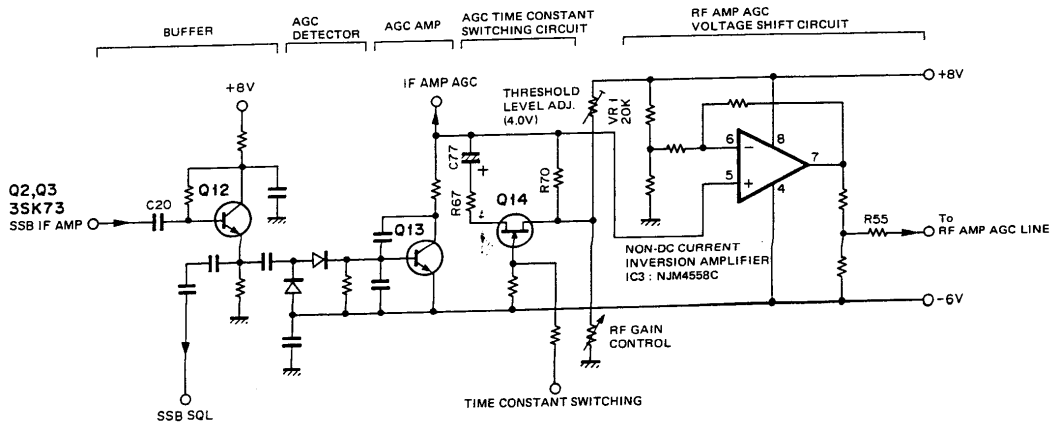 BUFFER
AGC
DETECTOR
AGC AMP
AGC TIME CONSTANT
SWITCHING CIRCUIT
RF AMP AGC
VOLTAGE SHIFT CIRCUIT
+8V
IF AMP AGC
THRESHOLD
LEVEL ADJ.
(4.0V)
VR1
20K
+8V
6
8
7
5
4
−
+
C77
+
R67
R70
Q2,Q3
3SK73
SSB IF AMP
C20
Q12
Q13
Q14
NON-DC CURRENT
INVERSION AMPLIFIER
IC3 : NJM4558C
R55
To
RF AMP AGC LINE
−6V
RF GAIN
CONTROL
SSB SQL
TIME CONSTANT SWITCHING